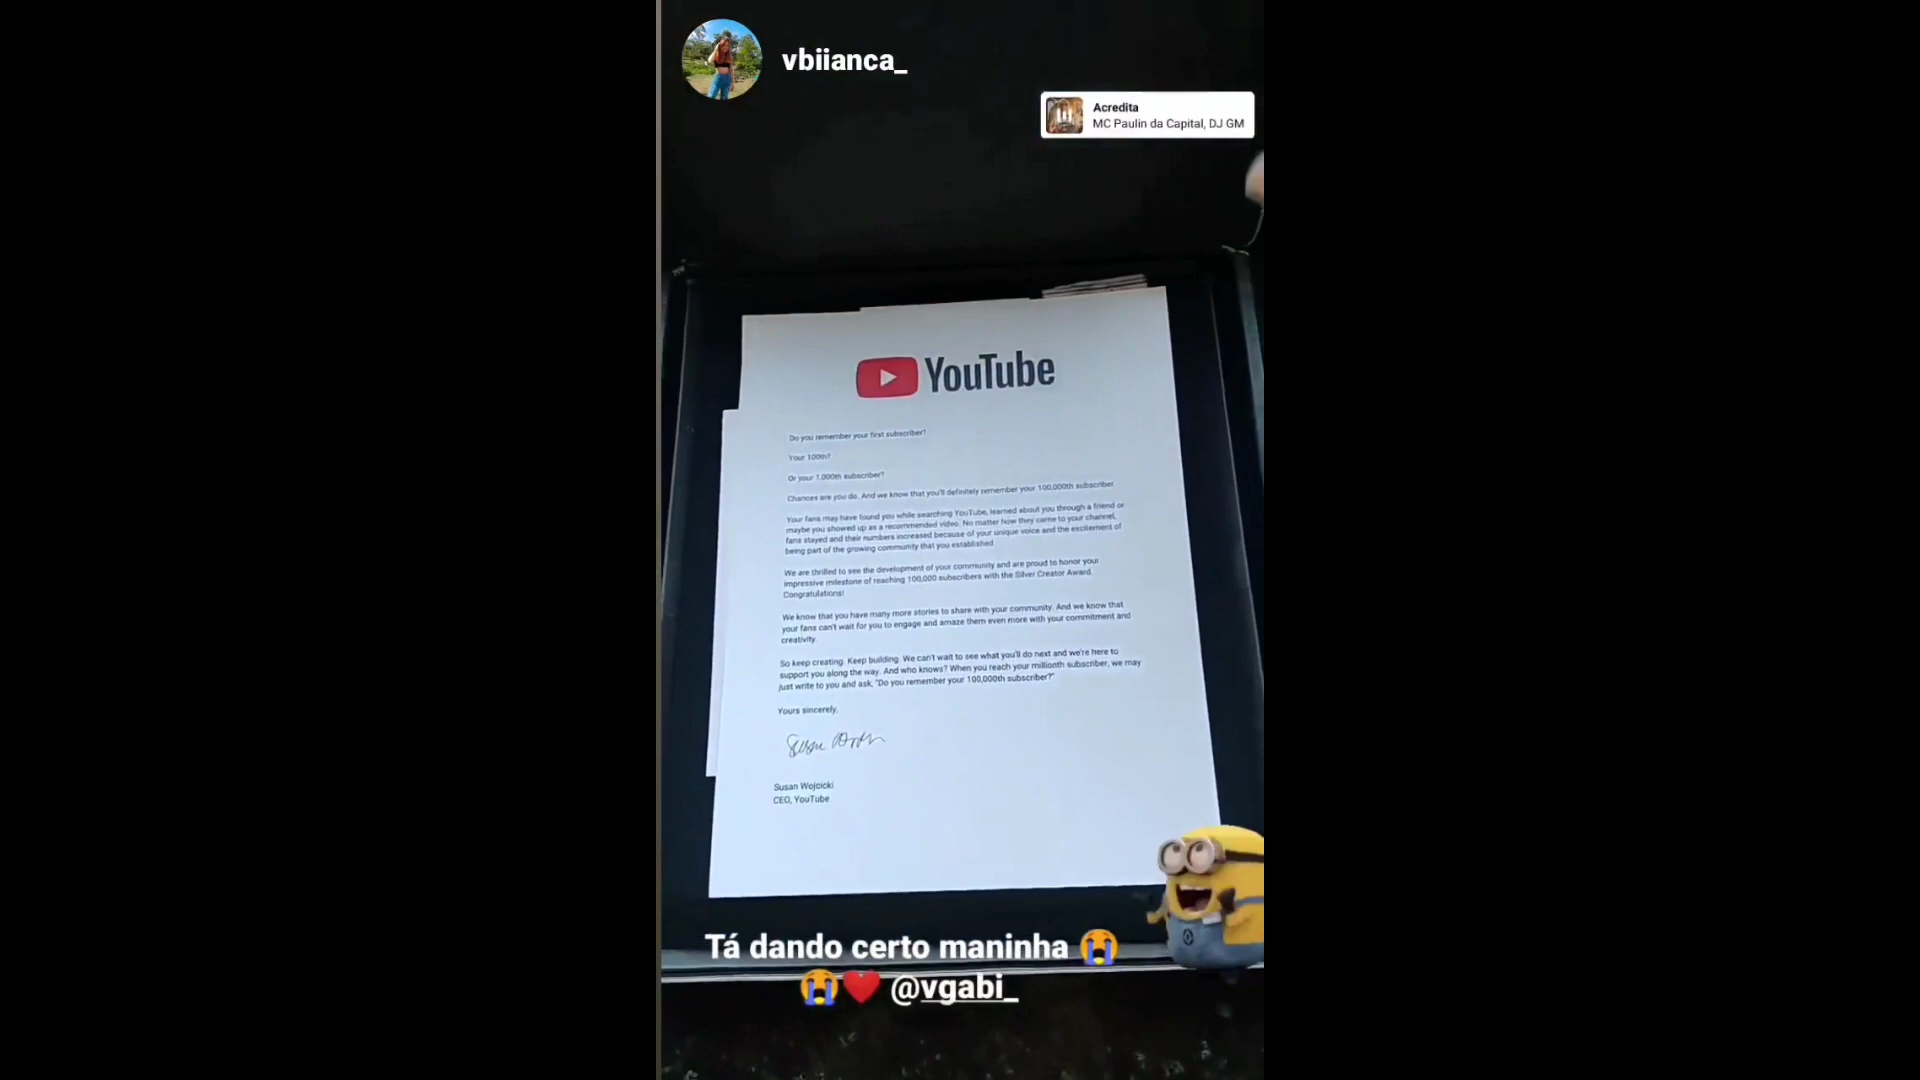 vbiianca_
Acredita
MC Paulin da Capital, DJ GM
YouTube
Do you remember your first subscriber?
Your 100th?
Or your 1,000th subscriber?
Chances are you do. And we know that you'll definitely remember your 100,000th subscriber.
Your fans may have found you while searching YouTube, learned about you through a friend or
maybe you showed up as a recommended video. No matter how they came to your channel,
fans stayed and their numbers increased because of your unique voice and the excitement of
being part of the growing community that you established.
We are thrilled to see the development of your community and are proud to honor your
impressive milestone of reaching 100,000 subscribers with the Silver Creator Award.
Congratulations!
We know that you have many more stories to share with your community. And we know that
your fans can't wait for you to engage and amaze them even more with your commitment and
creativity.
So keep creating. Keep building. We can't wait to see what you'll do next and we're here to
support you along the way. And who knows? When you reach your millionth subscriber, we may
just write to you and ask, "Do you remember your 100,000th subscriber?"
Yours sincerely,
Susan Wojcicki
CEO, YouTube
Tá dando certo maninha 😭
😭❤️ @vgabi_